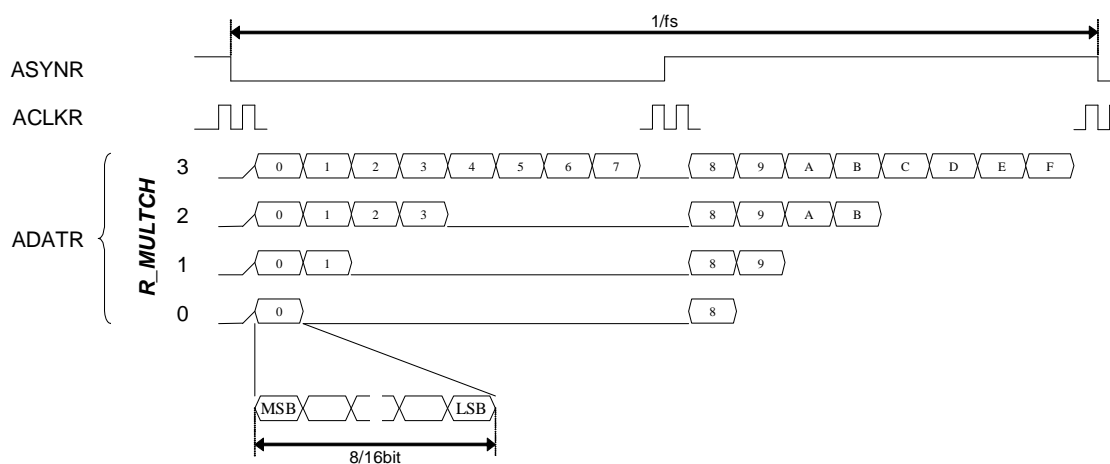 1/fs
ASYNR
ACLKR
ADATR
R_MULTCH
3 0 1 2 3 4 5 6 7 8 9 A B C D E F
2 0 1 2 3 8 9 A B
1 0 1 8 9
0 0 8
MSB LSB
8/16bit